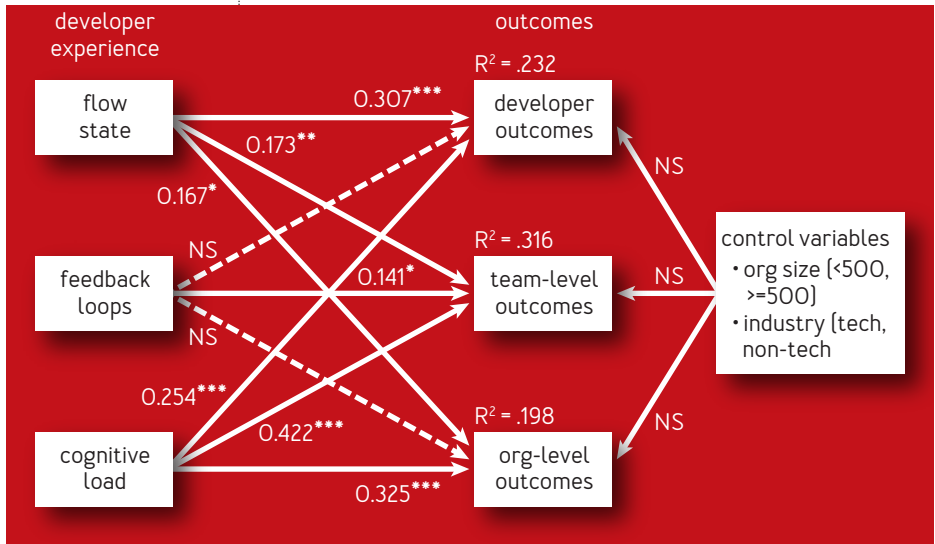 developer
experience
outcomes
R² = .232
flow
state
0.307***
developer
outcomes
0.173**
0.167*
NS
NS
R² = .316
feedback
loops
0.141*
team-level
outcomes
NS
control variables
• org size (<500,
>=500)
• industry (tech,
non-tech
NS
0.254***
R² = .198
NS
0.422***
cognitive
load
org-level
outcomes
0.325***